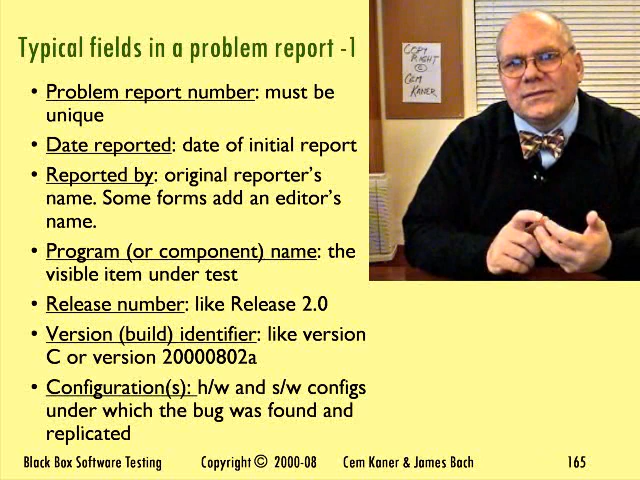 Typical fields in a problem report -1
• Problem report number: must be
unique
• Date reported: date of initial report
• Reported by: original reporter's
name. Some forms add an editor's
name.
• Program (or component) name: the
visible item under test
• Release number: like Release 2.0
• Version (build) identifier: like version
C or version 20000802a
• Configuration(s): h/w and s/w configs
under which the bug was found and
replicated
COPY
RIGHT
©
CEM
KANER
Black Box Software Testing Copyright © 2000-08 Cem Kaner & James Bach 165